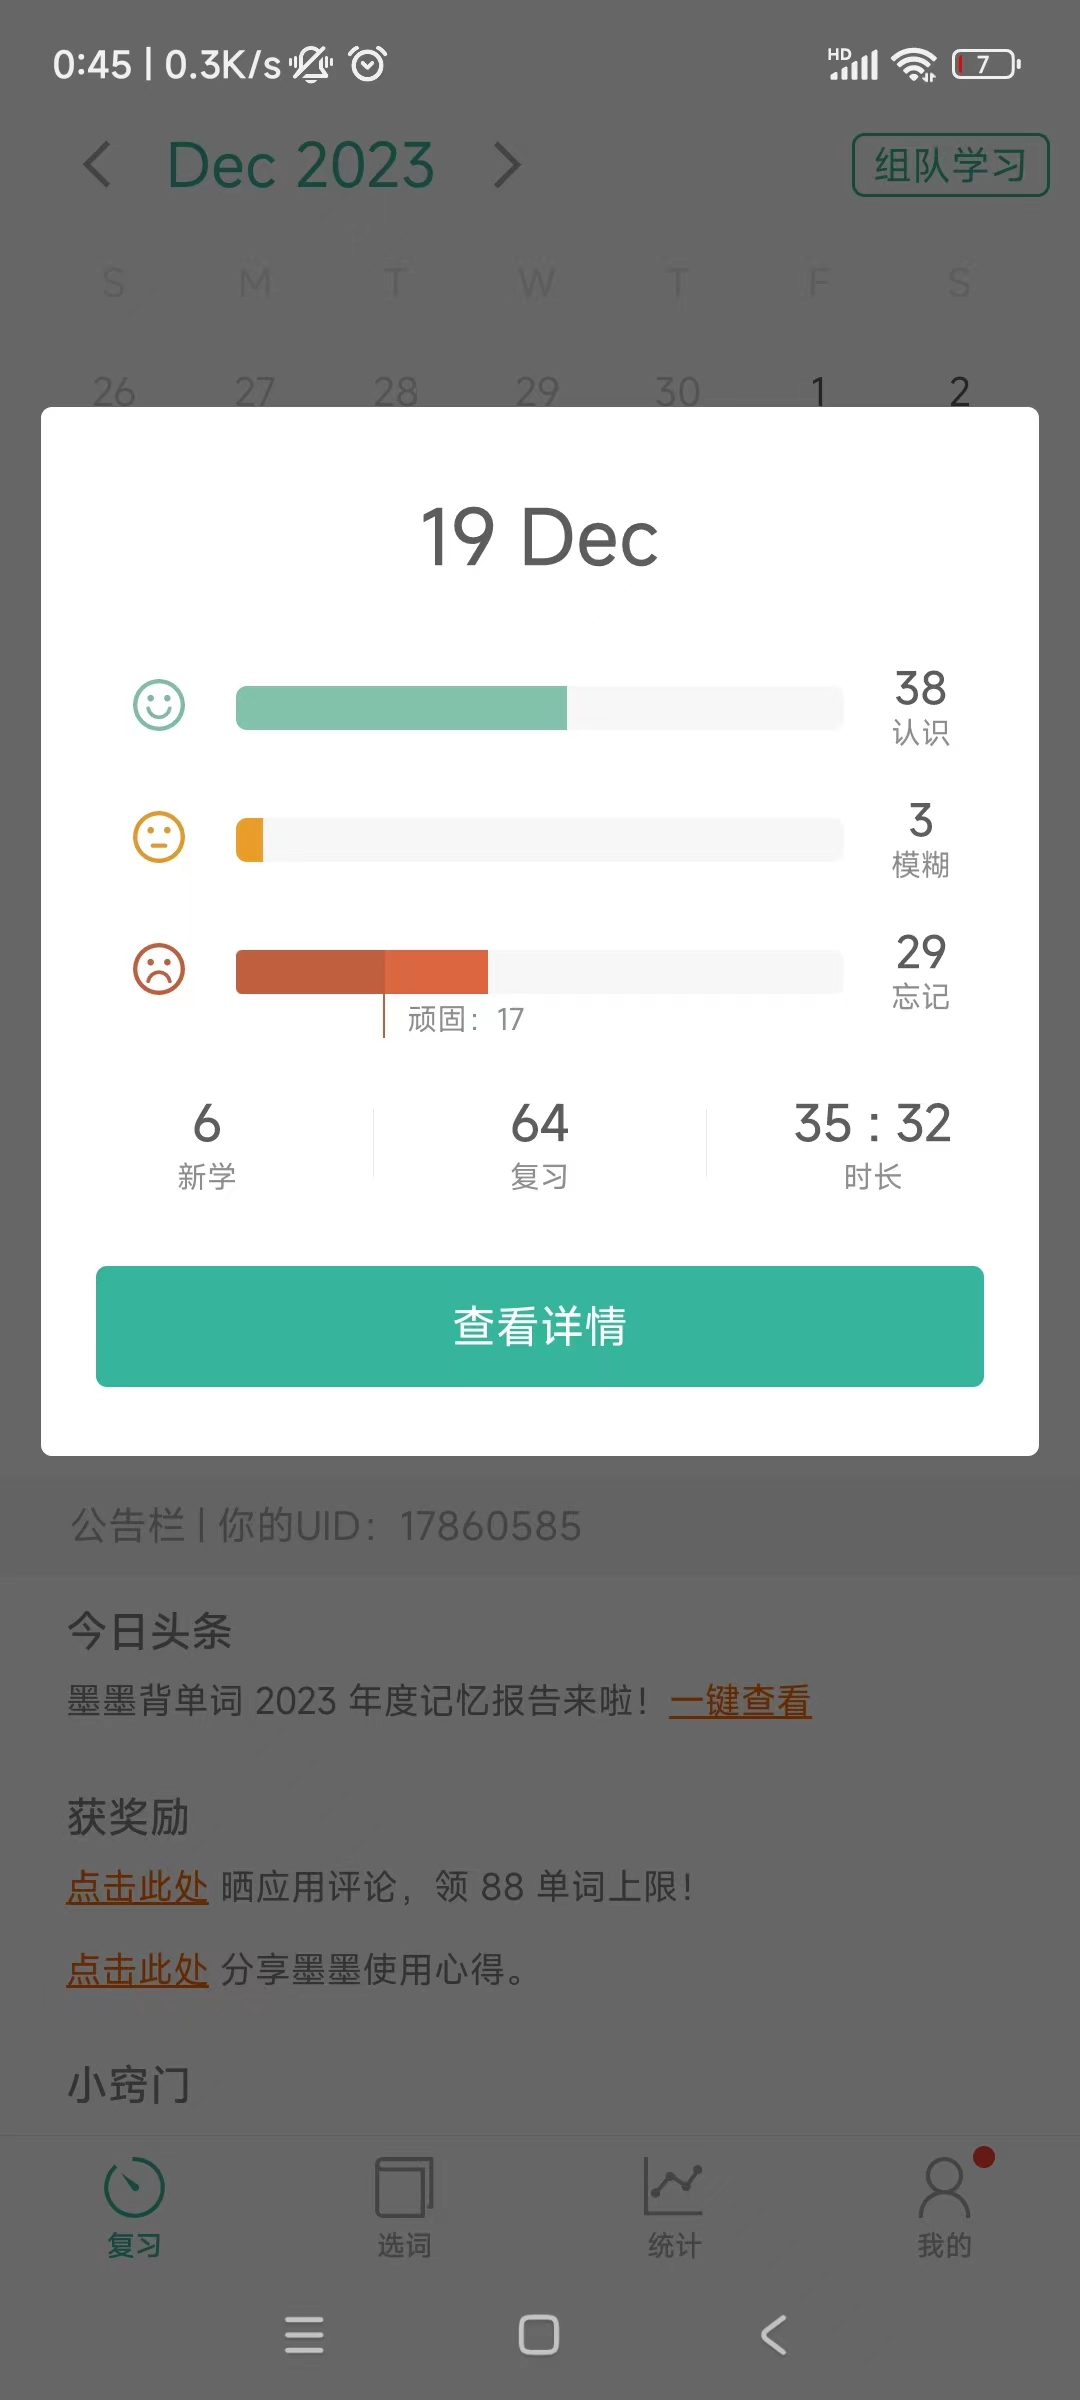 0:45 | 0.3K/s
HD
7
Dec 2023
组队学习
S M T W T F S
26 27 28 29 30 1 2
19 Dec
38
认识
3
模糊
29
忘记
顽固：17
6 64 35 : 32
新学 复习 时长
查看详情
公告栏 | 你的UID：17860585
今日头条
墨墨背单词 2023 年度记忆报告来啦！一键查看
获奖励
点击此处 晒应用评论，领 88 单词上限！
点击此处 分享墨墨使用心得。
小窍门
复习 选词 统计 我的